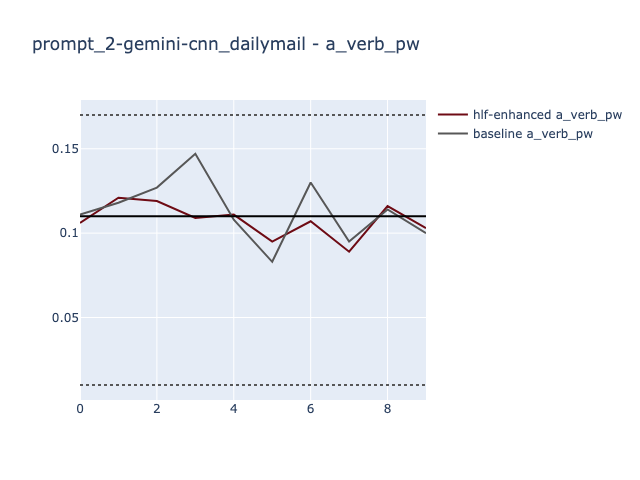 prompt_2-gemini-cnn_dailymail - a_verb_pw
hlf-enhanced a_verb_pw
baseline a_verb_pw
0.15
0.1
0.05
0 2 4 6 8